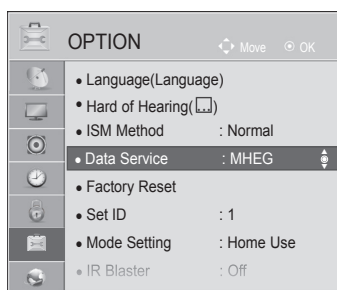 OPTION Move OK
• Language(Language)
• Hard of Hearing(...)
• ISM Method : Normal
• Data Service : MHEG
• Factory Reset
• Set ID : 1
• Mode Setting : Home Use
• IR Blaster : Off